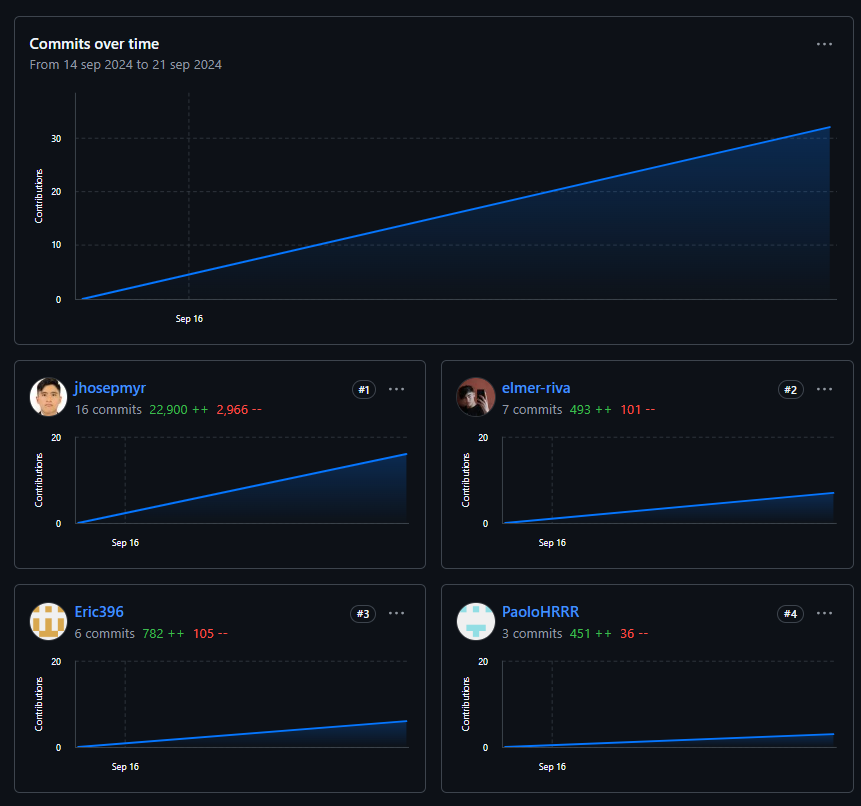 Commits over time
From 14 sep 2024 to 21 sep 2024
Contributions
30
20
10
0
Sep 16
jhosepmyr
#1
16 commits 22,900 ++ 2,966 --
Contributions
20
0
Sep 16
elmer-riva
#2
7 commits 493 ++ 101 --
Contributions
20
0
Sep 16
Eric396
#3
6 commits 782 ++ 105 --
Contributions
20
0
Sep 16
PaoloHRRR
#4
3 commits 451 ++ 36 --
Contributions
20
0
Sep 16